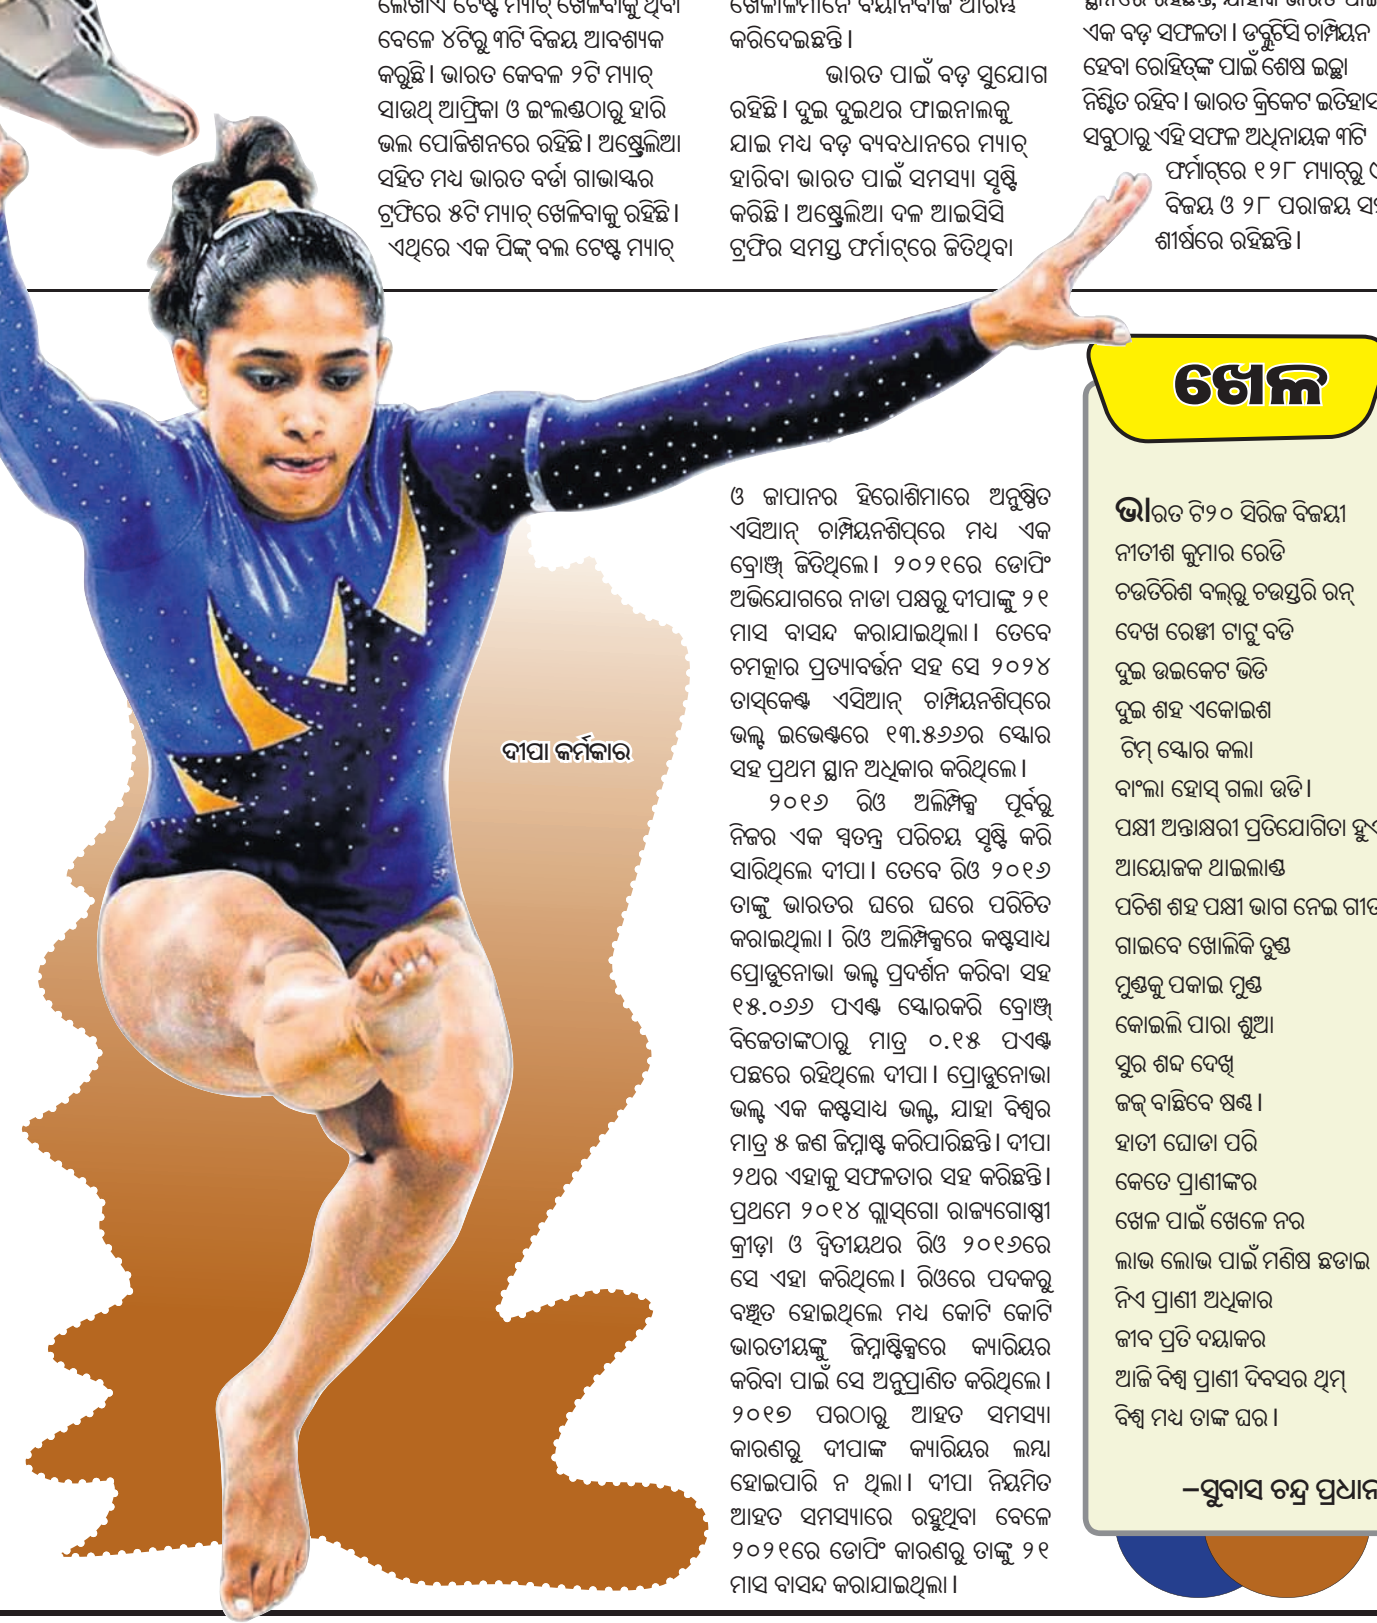 ଲେଖାଏଁ ଟେଷ୍ଟ ମ୍ୟାଚ୍ ଖେଳିବାକୁ ଥିବା
ବେଳେ ୪ଟିରୁ ୩ଟି ବିଜୟ ଆବଶ୍ୟକ
କରୁଛି। ଭାରତ କେବଳ ୨ଟି ମ୍ୟାଚ୍
ସାଉଥ୍ ଆଫ୍ରିକା ଓ ଇଂଲଣ୍ଡଠାରୁ ହାରି
ଭଲ ପୋଜିଶନରେ ରହିଛି। ଅଷ୍ଟ୍ରେଲିଆ
ସହିତ ମଧ୍ୟ ଭାରତ ବର୍ଡା ଗାଭାସ୍କର
ଟ୍ରଫିରେ ୫ଟି ମ୍ୟାଚ୍ ଖେଳିବାକୁ ରହିଛି।
ଏଥିରେ ଏକ ପିଙ୍କ୍ ବଲ ଟେଷ୍ଟ ମ୍ୟାଚ୍
ଖେଳାଳିମାନେ ବୟାନବାଜି ଆରମ୍ଭ
କରିଦେଇଛନ୍ତି।
ଭାରତ ପାଇଁ ବଡ଼ ସୁଯୋଗ
ରହିଛି। ଦୁଇ ଦୁଇଥର ଫାଇନାଲକୁ
ଯାଇ ମଧ୍ୟ ବଡ଼ ବ୍ୟବଧାନରେ ମ୍ୟାଚ୍
ହାରିବା ଭାରତ ପାଇଁ ସମସ୍ୟା ସୃଷ୍ଟି
କରିଛି। ଅଷ୍ଟ୍ରେଲିଆ ଦଳ ଆଇସିସି
ଟ୍ରଫିର ସମସ୍ତ ଫର୍ମାଟ୍‌ରେ ଜିତିଥିବା
ସ୍ଥାନରେ ରହିଛନ୍ତି, ଯାହାକି ଭାରତ
ଏକ ବଡ଼ ସଫଳତା। ଡବ୍ଲୁଟିସି ଚାମ୍ପିୟନ
ହେବା ରୋହିତ୍‌ଙ୍କ ପାଇଁ ଶେଷ ଇଚ୍ଛା
ନିଶ୍ଚିତ ରହିବ। ଭାରତ କ୍ରିକେଟ ଇତିହାସ
ସବୁଠାରୁ ଏହି ସଫଳ ଅଧିନାୟକ ୩ଟି
ଫର୍ମାଟ୍‌ରେ ୧୨୮ ମ୍ୟାଚ୍‌ରୁ
ବିଜୟ ଓ ୨୮ ପରାଜୟ
ଶୀର୍ଷରେ ରହିଛନ୍ତି।
ଦୀପା କର୍ମକାର
ଓ ଜାପାନର ହିରୋଶିମାରେ ଅନୁଷ୍ଠିତ
ଏସିଆନ୍ ଚାମ୍ପିୟନଶିପ୍‌ରେ ମଧ୍ୟ ଏକ
ବ୍ରୋଞ୍ଜ୍ ଜିତିଥିଲେ। ୨୦୨୧ରେ ଡୋପିଂ
ଅଭିଯୋଗରେ ନାଡା ପକ୍ଷରୁ ଦୀପାଙ୍କୁ ୨୧
ମାସ ବାସନ୍ଦ କରାଯାଇଥିଲା। ତେବେ
ଚମତ୍କାର ପ୍ରତ୍ୟାବର୍ତ୍ତନ ସହ ସେ ୨୦୨୪
ତାସ୍‌କେଣ୍ଟ ଏସିଆନ୍ ଚାମ୍ପିୟନଶିପ୍‌ରେ
ଭଲ୍ଟ ଇଭେଣ୍ଟରେ ୧୩.୫୬୬ର ସ୍କୋର
ସହ ପ୍ରଥମ ସ୍ଥାନ ଅଧିକାର କରିଥିଲେ।
୨୦୧୬ ରିଓ ଅଲିମ୍ପିକ୍ସ ପୂର୍ବରୁ
ନିଜର ଏକ ସ୍ୱତନ୍ତ୍ର ପରିଚୟ ସୃଷ୍ଟି କରି
ସାରିଥିଲେ ଦୀପା। ତେବେ ରିଓ ୨୦୧୬
ତାଙ୍କୁ ଭାରତର ଘରେ ଘରେ ପରିଚିତ
କରାଇଥିଲା। ରିଓ ଅଲିମ୍ପିକ୍ସରେ କଷ୍ଟସାଧ୍ୟ
ପ୍ରୋଡୁନୋଭା ଭଲ୍ଟ ପ୍ରଦର୍ଶନ କରିବା ସହ
୧୫.୦୬୬ ପଏଣ୍ଟ ସ୍କୋରକରି ବ୍ରୋଞ୍ଜ୍
ବିଜେତାଙ୍କଠାରୁ ମାତ୍ର ୦.୧୫ ପଏଣ୍ଟ
ପଛରେ ରହିଥିଲେ ଦୀପା। ପ୍ରୋଡୁନୋଭା
ଭଲ୍ଟ ଏକ କଷ୍ଟସାଧ୍ୟ ଭଲ୍ଟ, ଯାହା ବିଶ୍ୱର
ମାତ୍ର ୫ ଜଣ ଜିମ୍ନାଷ୍ଟ କରିପାରିଛନ୍ତି। ଦୀପା
୨ଥର ଏହାକୁ ସଫଳତାର ସହ କରିଛନ୍ତି।
ପ୍ରଥମେ ୨୦୧୪ ଗ୍ଲାସ୍‌ଗୋ ରାଜ୍ୟଗୋଷ୍ଠୀ
କ୍ରୀଡ଼ା ଓ ଦ୍ୱିତୀୟଥର ରିଓ ୨୦୧୬ରେ
ସେ ଏହା କରିଥିଲେ। ରିଓରେ ପଦକରୁ
ବଞ୍ଚିତ ହୋଇଥିଲେ ମଧ୍ୟ କୋଟି କୋଟି
ଭାରତୀୟଙ୍କୁ ଜିମ୍ନାଷ୍ଟିକ୍ସରେ କ୍ୟାରିୟର
କରିବା ପାଇଁ ସେ ଅନୁପ୍ରାଣିତ କରିଥିଲେ।
୨୦୧୭ ପରଠାରୁ ଆହତ ସମସ୍ୟା
କାରଣରୁ ଦୀପାଙ୍କ କ୍ୟାରିୟର ଲମ୍ବା
ହୋଇପାରି ନ ଥିଲା। ଦୀପା ନିୟମିତ
ଆହତ ସମସ୍ୟାରେ ରହୁଥିବା ବେଳେ
୨୦୨୧ରେ ଡୋପିଂ କାରଣରୁ ତାଙ୍କୁ ୨୧
ମାସ ବାସନ୍ଦ କରାଯାଇଥିଲା।
ଖେଳ
ଭାରତ ଟି୨୦ ସିରିଜ ବିଜୟୀ
ନୀତୀଶ କୁମାର ରେଡି
ଚଉତିରିଶ ବଲ୍‌ରୁ ଚଉସ୍ତରି ରନ୍
ଦେଖ ରେଡ୍ଡୀ ଟାଟୁ ବଡି
ଦୁଇ ଉଇକେଟ ଭିଡି
ଦୁଇ ଶହ ଏକୋଇଶ
ଟିମ୍ ସ୍କୋର କଲା
ବାଂଲା ହୋସ୍ ଗଲା ଉଡି।
ପକ୍ଷୀ ଅନ୍ତାକ୍ଷରୀ ପ୍ରତିଯୋଗିତା ହୁଏ
ଆୟୋଜକ ଥାଇଲାଣ୍ଡ
ପଚିଶ ଶହ ପକ୍ଷୀ ଭାଗ ନେଇ ଗୀତ
ଗାଇବେ ଖୋଲିକି ତୁଣ୍ଡ
ମୁଣ୍ଡକୁ ପକାଇ ମୁଣ୍ଡ
କୋଇଲି ପାରା ଶୁଆ
ସୁର ଶବ୍ଦ ଦେଖି
ଜଜ୍ ବାଛିବେ ଷଣ୍ଢ।
ହାତୀ ଘୋଡା ପରି
କେତେ ପ୍ରାଣୀଙ୍କର
ଖେଳ ପାଇଁ ଖେଳେ ନର
ଲାଭ ଲୋଭ ପାଇଁ ମଣିଷ ଛଡାଇ
ନିଏ ପ୍ରାଣୀ ଅଧିକାର
ଜୀବ ପ୍ରତି ଦୟାକର
ଆଜି ବିଶ୍ୱ ପ୍ରାଣୀ ଦିବସର ଥିମ୍
ବିଶ୍ୱ ମଧ୍ୟ ତାଙ୍କ ଘର।
–ସୁବାସ ଚନ୍ଦ୍ର ପ୍ରଧାନ